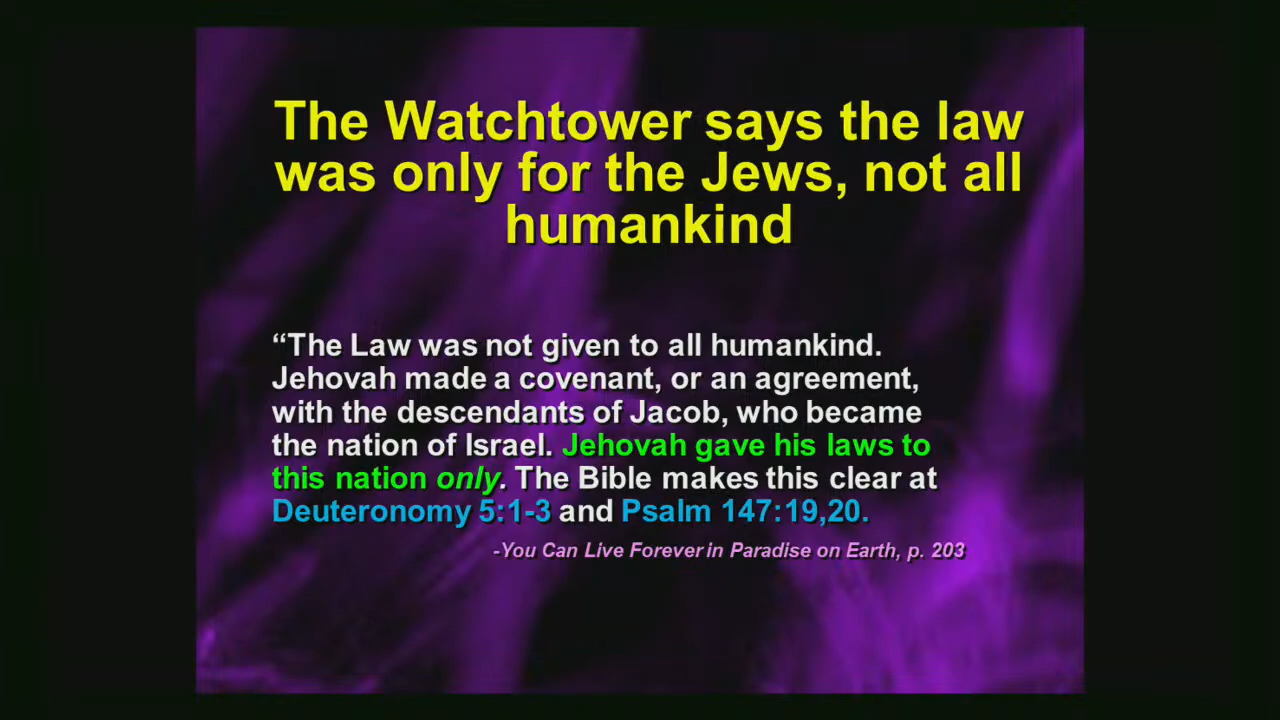 The Watchtower says the law
was only for the Jews, not all
humankind
“The Law was not given to all humankind.
Jehovah made a covenant, or an agreement,
with the descendants of Jacob, who became
the nation of Israel. Jehovah gave his laws to
this nation only. The Bible makes this clear at
Deuteronomy 5:1-3 and Psalm 147:19,20.
-You Can Live Forever in Paradise on Earth, p. 203